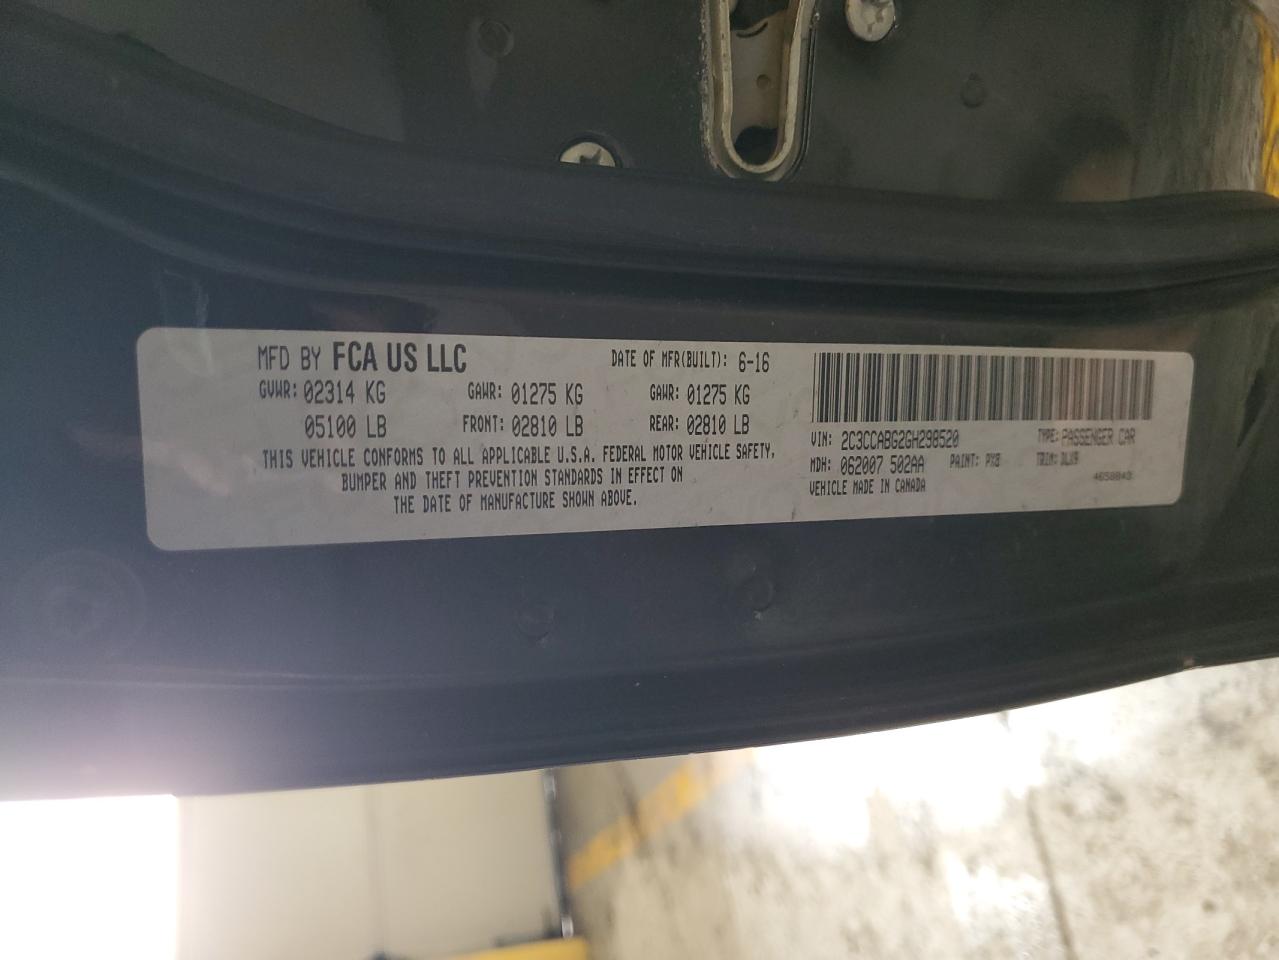 MFD BY FCA US LLC DATE OF MFR(BUILT): 6-16
GVWR: 02314 KG GAWR: 01275 KG GAWR: 01275 KG
05100 LB FRONT: 02810 LB REAR: 02810 LB
THIS VEHICLE CONFORMS TO ALL APPLICABLE U.S.A. FEDERAL MOTOR VEHICLE SAFETY,
BUMPER AND THEFT PREVENTION STANDARDS IN EFFECT ON
THE DATE OF MANUFACTURE SHOWN ABOVE.
VIN: 2C3CCABG2GH298520 TYPE: PASSENGER CAR
MDH: 062007 502AA PAINT: PX8 TRIM: DLX9
VEHICLE MADE IN CANADA